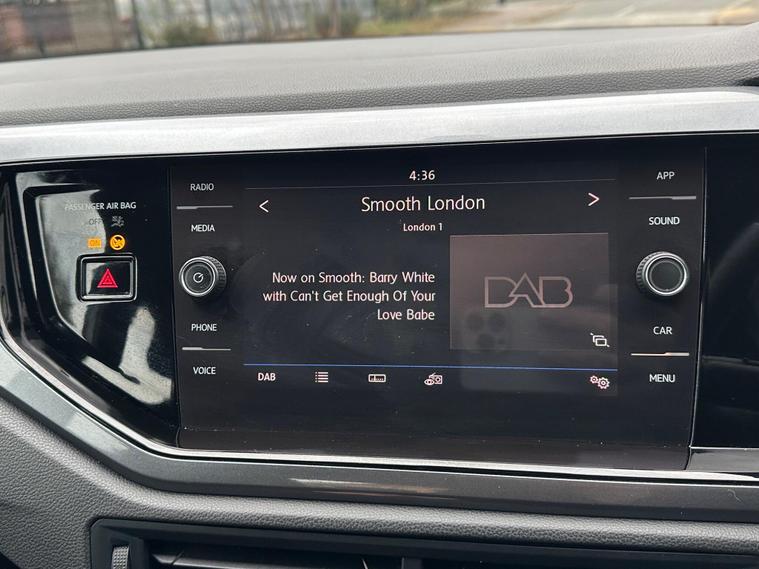 4:36
RADIO
APP
Smooth London
PASSENGER AIR BAG
OFF
MEDIA
London 1
SOUND
ON
Now on Smooth: Barry White
with Can't Get Enough Of Your
Love Babe
DAB
PHONE
CAR
VOICE
DAB
MENU